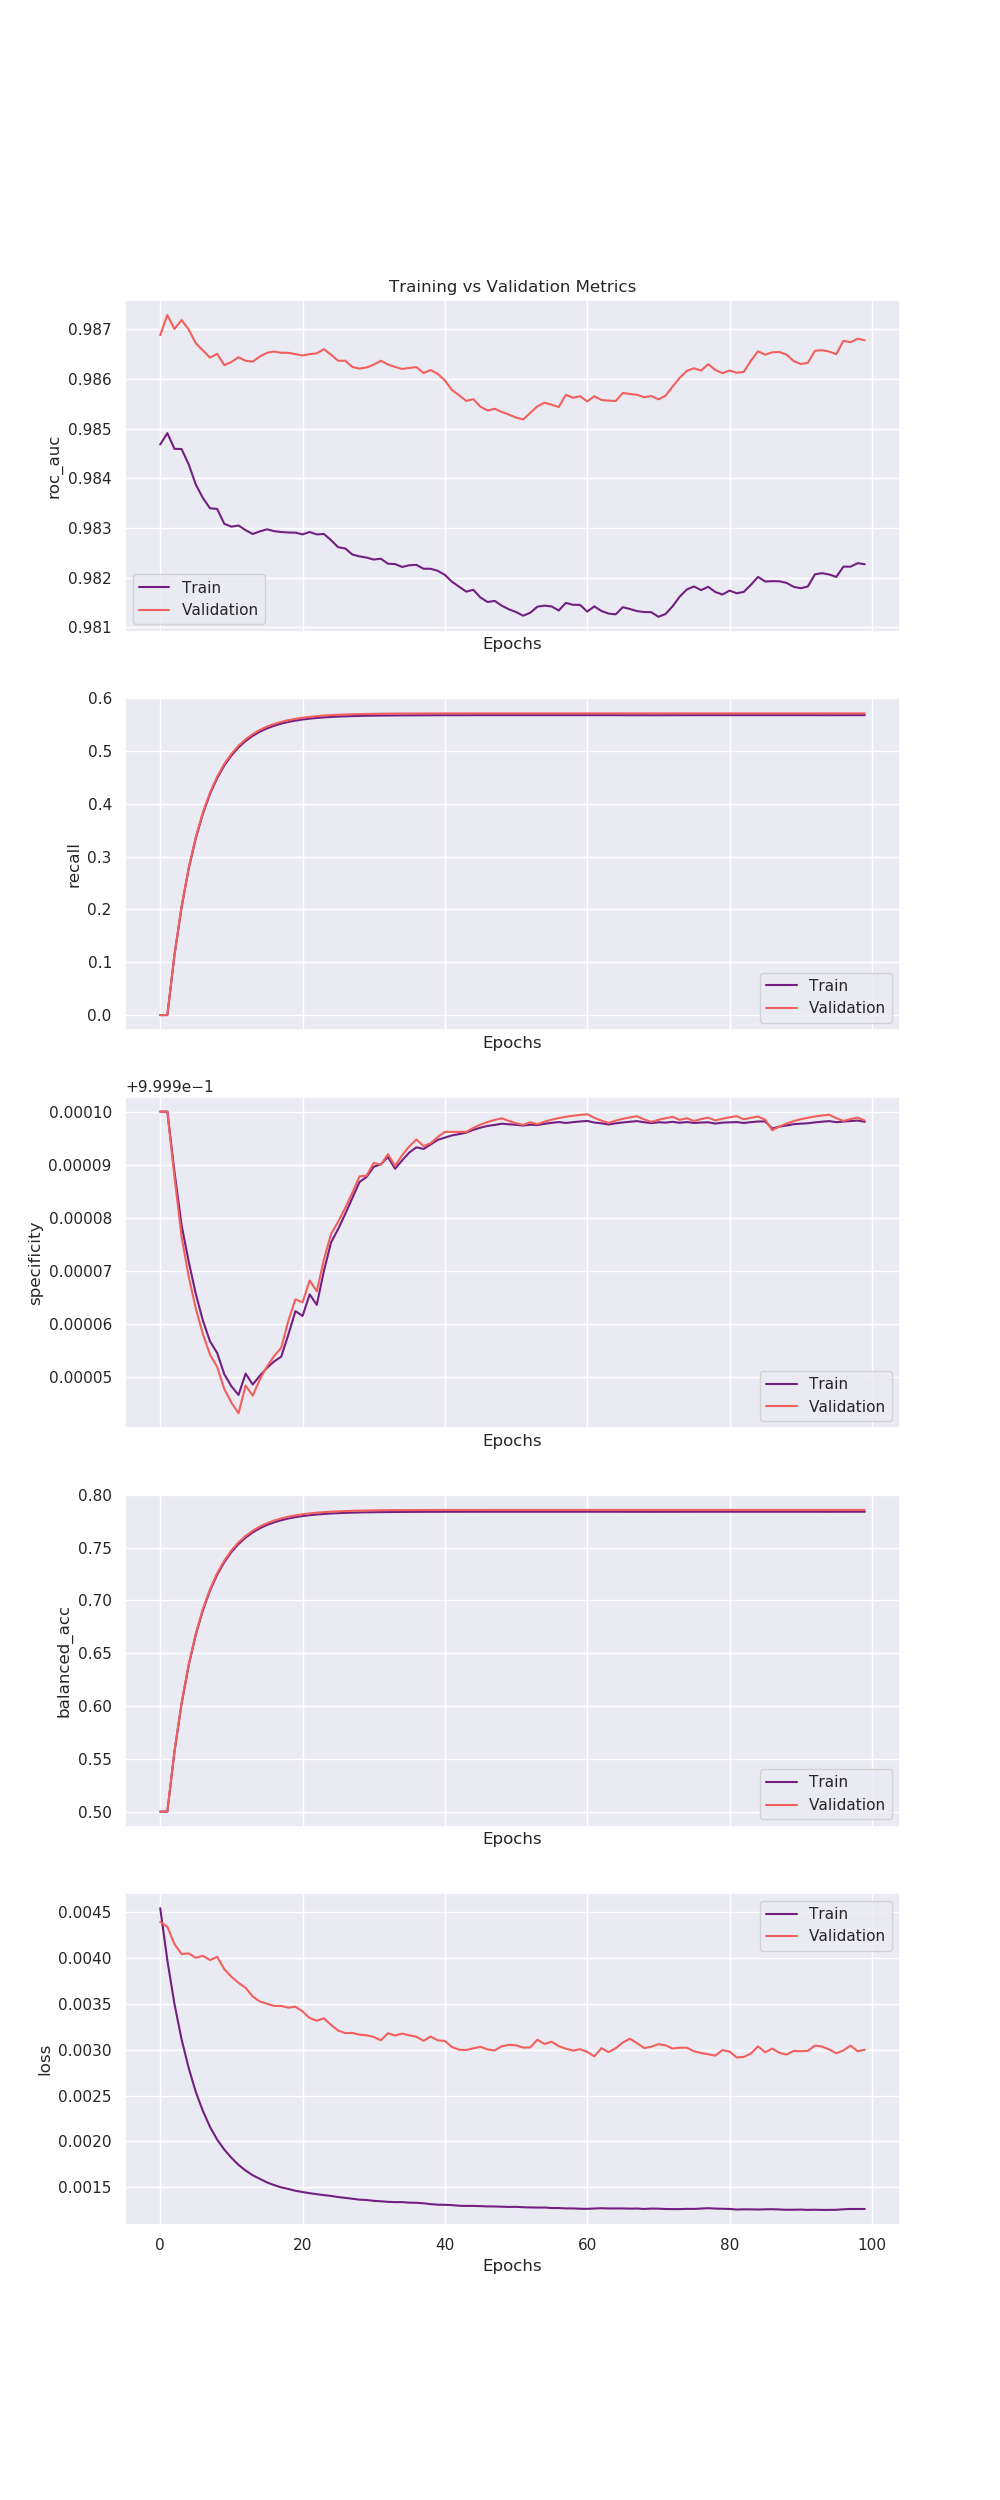 Training vs Validation Metrics
0.987
0.986
0.985
0.984
0.983
0.982
0.981
roc_auc
Train
Validation
Epochs
0.6
0.5
0.4
0.3
0.2
0.1
0.0
recall
Train
Validation
Epochs
+9.999e−1
0.00010
0.00009
0.00008
0.00007
0.00006
0.00005
specificity
Train
Validation
Epochs
0.80
0.75
0.70
0.65
0.60
0.55
0.50
balanced_acc
Train
Validation
Epochs
0.0045
0.0040
0.0035
0.0030
0.0025
0.0020
0.0015
loss
Train
Validation
0 20 40 60 80 100
Epochs